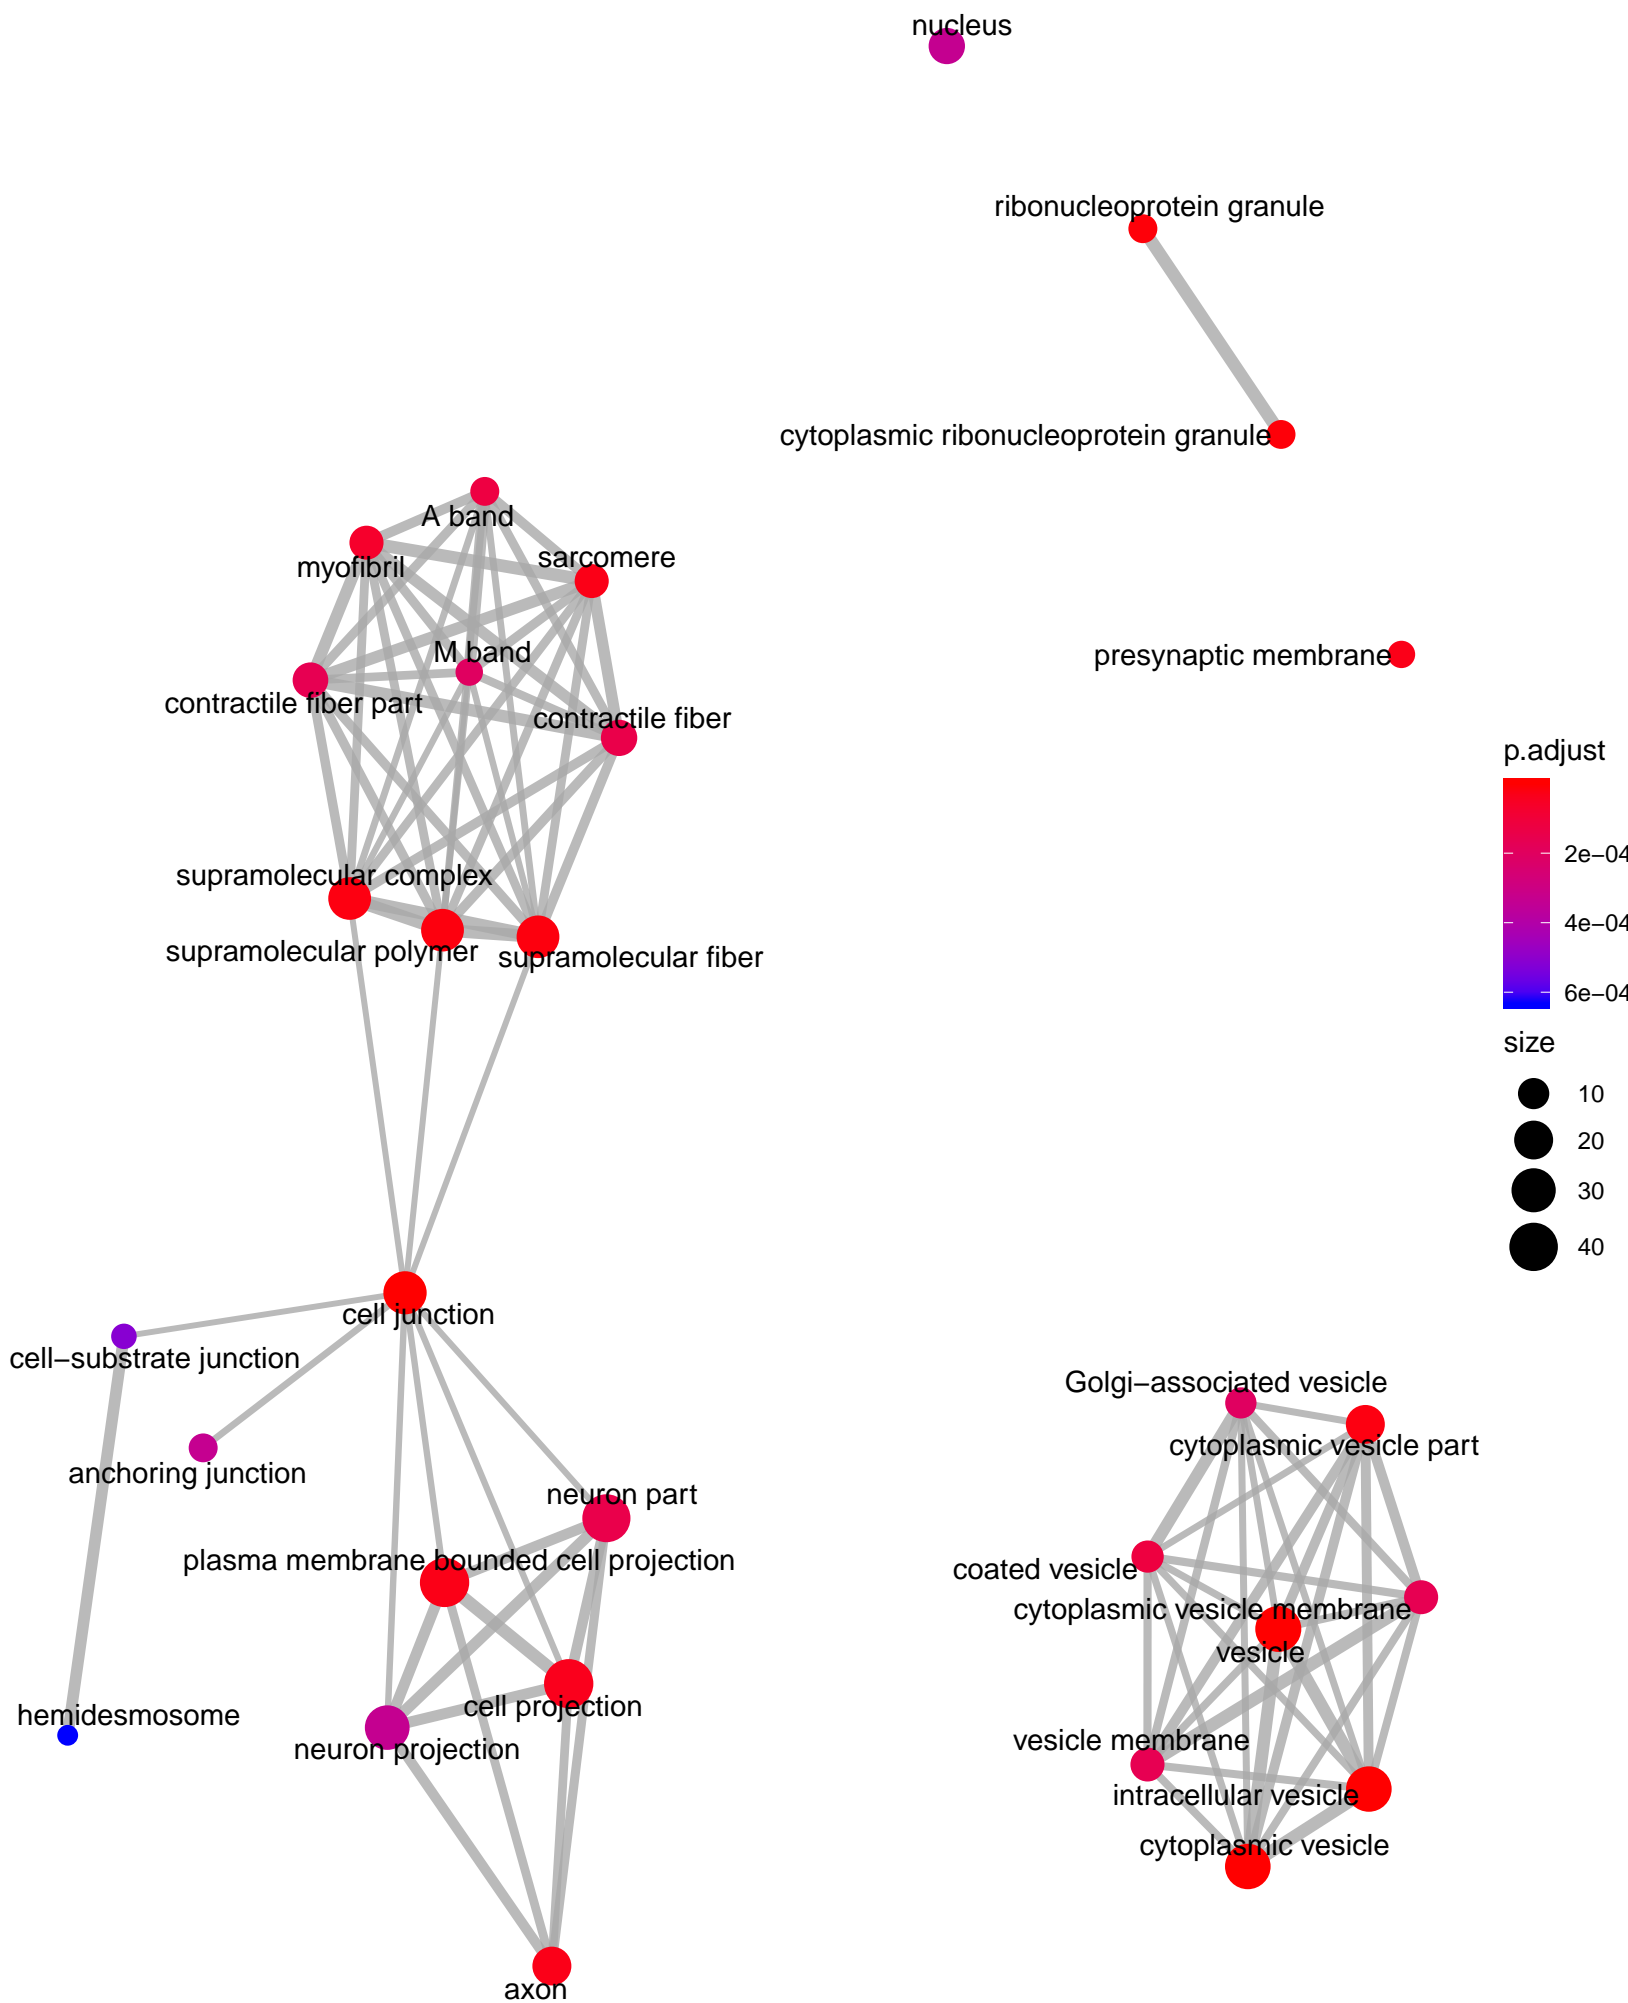 nucleus
ribonucleoprotein granule
cytoplasmic ribonucleoprotein granule
A band
sarcomere
myofibril
M band
presynaptic membrane
contractile fiber part
contractile fiber
p.adjust
2e−04
4e−04
6e−04
supramolecular complex
supramolecular polymer
supramolecular fiber
size
10
20
30
40
cell junction
cell−substrate junction
Golgi−associated vesicle
cytoplasmic vesicle part
anchoring junction
neuron part
plasma membrane bounded cell projection
coated vesicle
cytoplasmic vesicle membrane
vesicle
cell projection
hemidesmosome
neuron projection
vesicle membrane
intracellular vesicle
cytoplasmic vesicle
axon